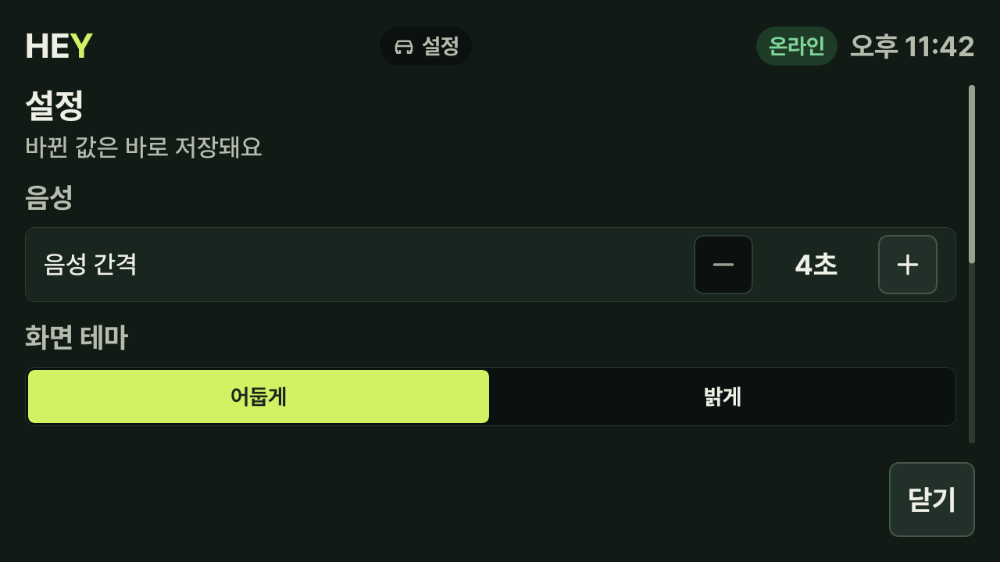 HEY
설정
온라인
오후 11:42
설정
바뀐 값은 바로 저장돼요
음성
음성 간격
4초
화면 테마
어둡게
밝게
닫기